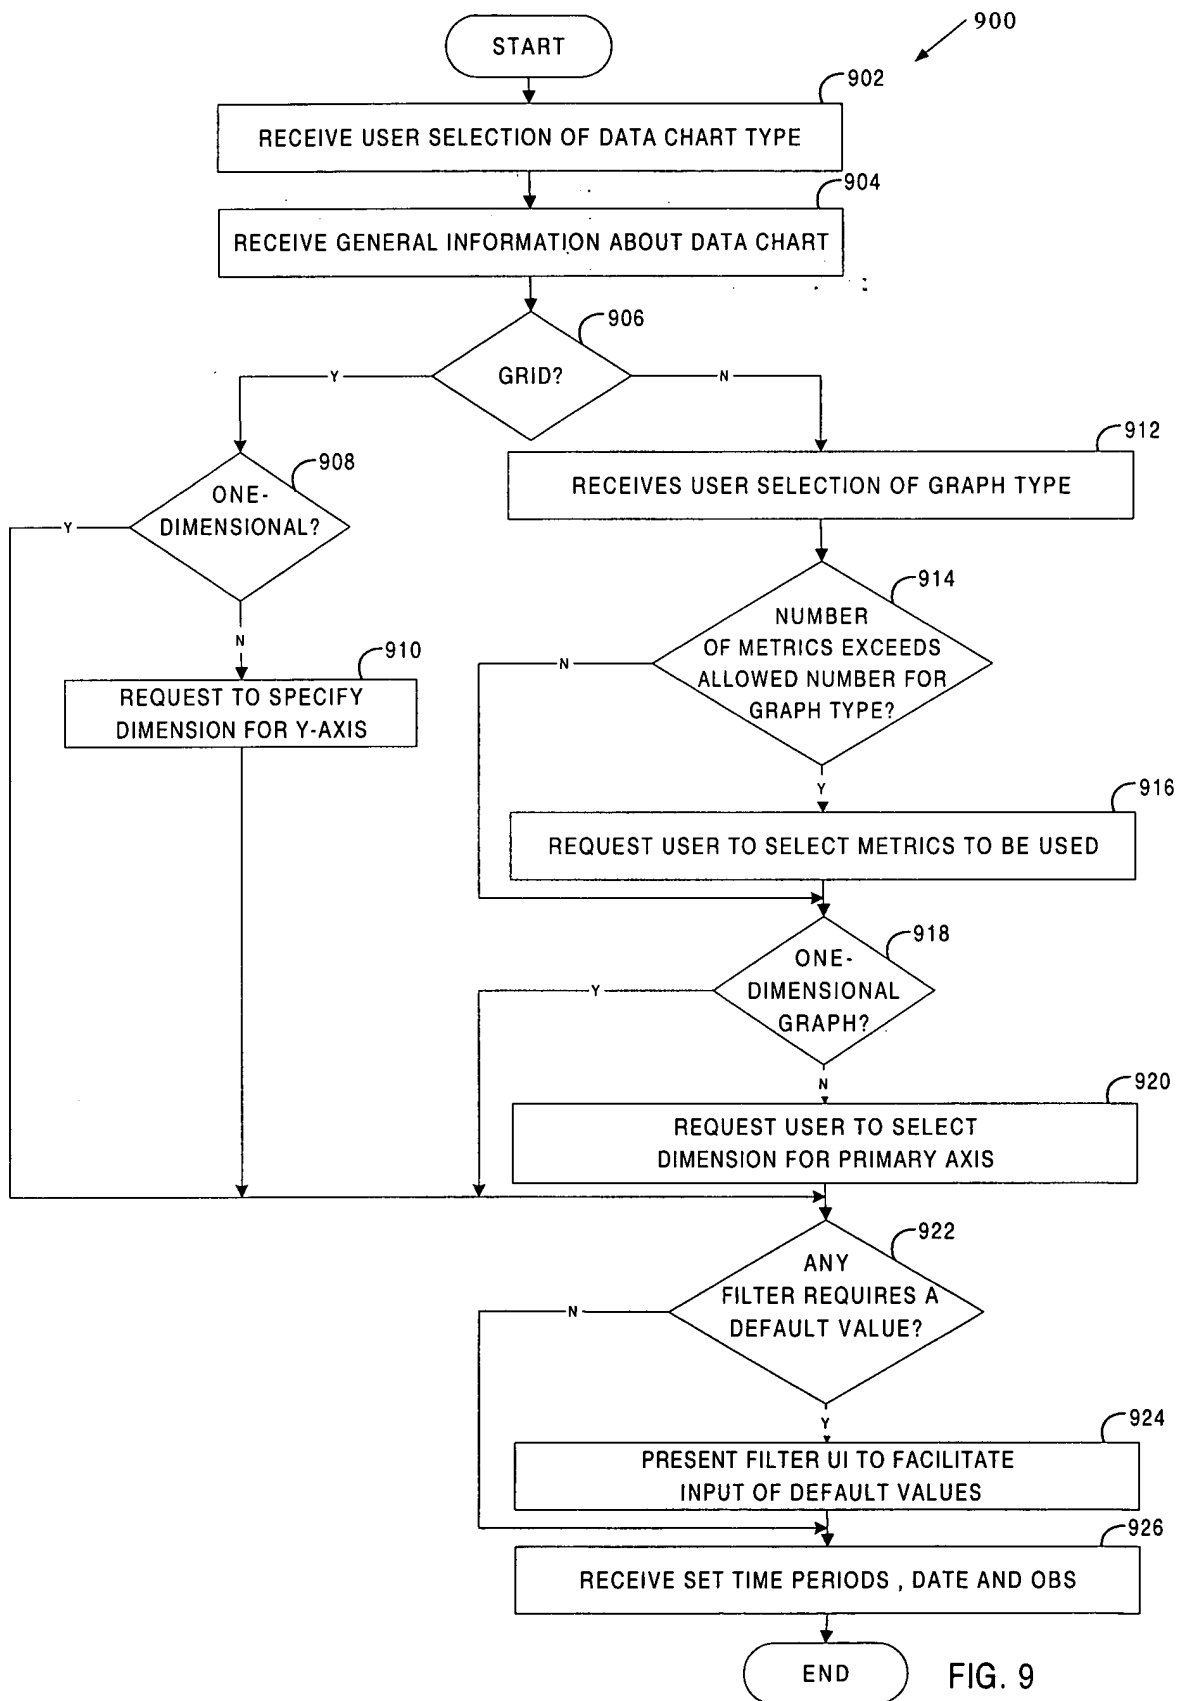 900
START
902
RECEIVE USER SELECTION OF DATA CHART TYPE
904
RECEIVE GENERAL INFORMATION ABOUT DATA CHART
906
GRID?
Y
N
908
ONE-
DIMENSIONAL?
Y
N
910
REQUEST TO SPECIFY
DIMENSION FOR Y-AXIS
912
RECEIVES USER SELECTION OF GRAPH TYPE
914
NUMBER
OF METRICS EXCEEDS
ALLOWED NUMBER FOR
GRAPH TYPE?
N
Y
916
REQUEST USER TO SELECT METRICS TO BE USED
918
ONE-
DIMENSIONAL
GRAPH?
Y
N
920
REQUEST USER TO SELECT
DIMENSION FOR PRIMARY AXIS
922
ANY
FILTER REQUIRES A
DEFAULT VALUE?
N
Y
924
PRESENT FILTER UI TO FACILITATE
INPUT OF DEFAULT VALUES
926
RECEIVE SET TIME PERIODS , DATE AND OBS
END
FIG. 9